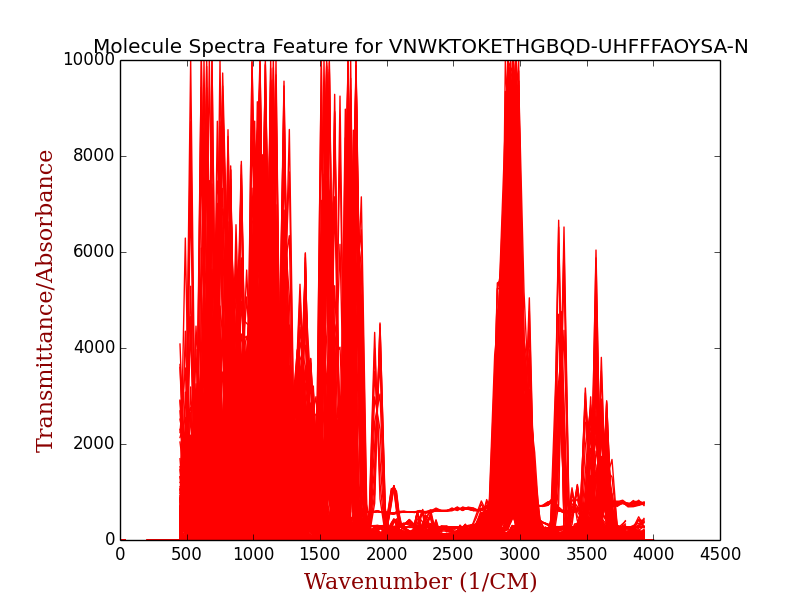 Molecule Spectra Feature for VNWKTOKETHGBQD-UHFFFAOYSA-N
10000
8000
6000
4000
2000
0
Transmittance/Absorbance
0 500 1000 1500 2000 2500 3000 3500 4000 4500
Wavenumber (1/CM)